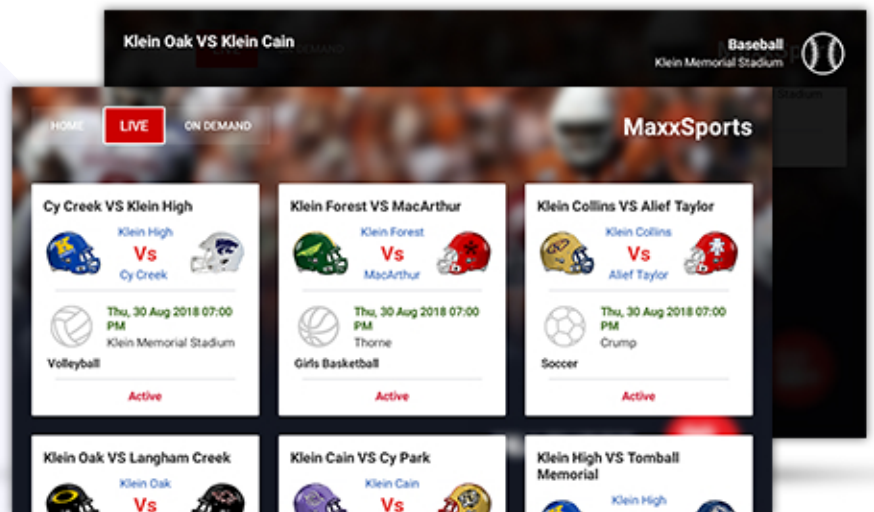 Klein Oak VS Klein Cain
Baseball
Klein Memorial Stadium
HOME
LIVE
ON DEMAND
MaxxSports
Cy Creek VS Klein High
Klein High
Vs
Cy Creek
Thu, 30 Aug 2018 07:00
PM
Klein Memorial Stadium
Volleyball
Active
Klein Forest VS MacArthur
Klein Forest
Vs
MacArthur
Thu, 30 Aug 2018 07:00
PM
Thorne
Girls Basketball
Active
Klein Collins VS Alief Taylor
Klein Collins
Vs
Alief Taylor
Thu, 30 Aug 2018 07:00
PM
Crump
Soccer
Active
Klein Oak VS Langham Creek
Klein Oak
Vs
Klein Cain VS Cy Park
Klein Cain
Vs
Klein High VS Tomball
Memorial
Klein High